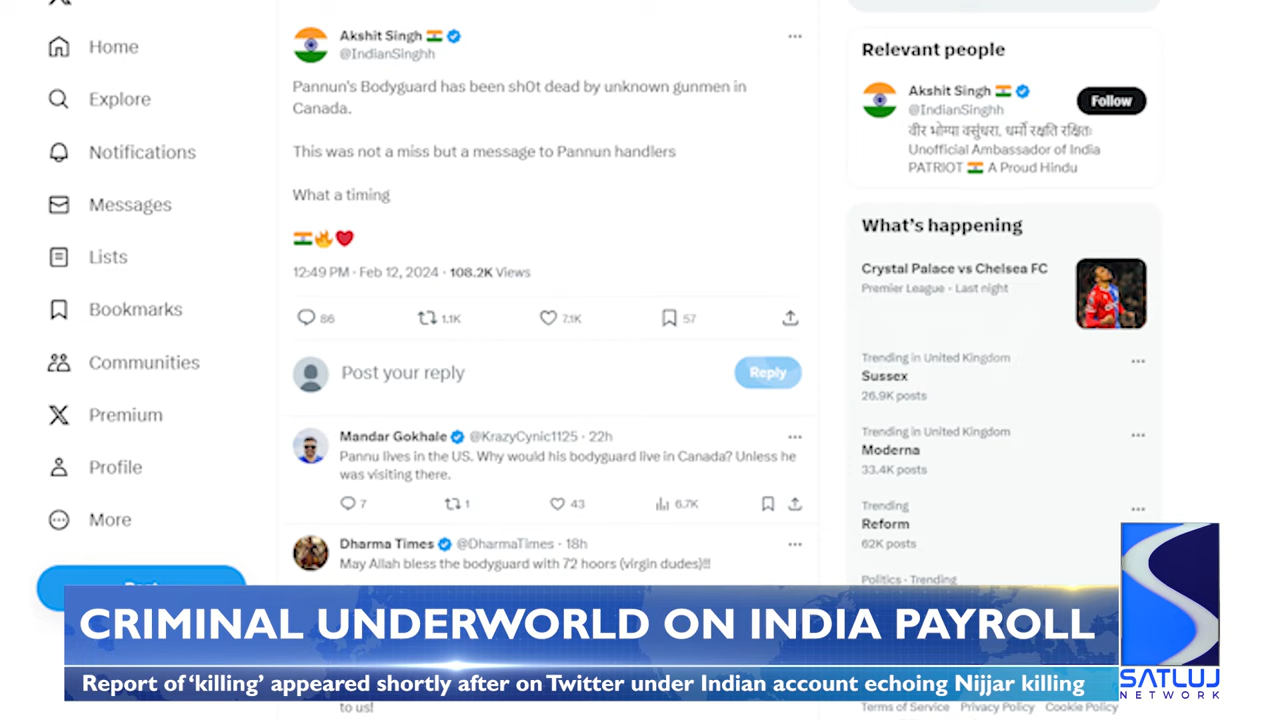 Home
Explore
Notifications
Messages
Lists
Bookmarks
Communities
Premium
Profile
More
Akshit Singh 🇮🇳
@IndianSinghh
Pannun's Bodyguard has been sh0t dead by unknown gunmen in
Canada.
This was not a miss but a message to Pannun handlers
What a timing
🇮🇳🔥❤️
12:49 PM · Feb 12, 2024 · 108.2K Views
86
1.1K
7.1K
57
Post your reply
Reply
Mandar Gokhale @KrazyCynic1125 · 22h
Pannu lives in the US. Why would his bodyguard live in Canada? Unless he
was visiting there.
7
1
43
6.7K
Dharma Times @DharmaTimes · 18h
May Allah bless the bodyguard with 72 hoors (virgin dudes)!!!
to us!
Relevant people
Akshit Singh 🇮🇳
@IndianSinghh
Follow
वीर भोग्या वसुंधरा, धर्मो रक्षति रक्षितः
Unofficial Ambassador of India
PATRIOT 🇮🇳 A Proud Hindu
What's happening
Crystal Palace vs Chelsea FC
Premier League · Last night
Trending in United Kingdom
Sussex
26.9K posts
Trending in United Kingdom
Moderna
33.4K posts
Trending
Reform
62K posts
Politics · Trending
Terms of Service Privacy Policy Cookie Policy
CRIMINAL UNDERWORLD ON INDIA PAYROLL
Report of 'killing' appeared shortly after on Twitter under Indian account echoing Nijjar killing
SATLUJ
NETWORK